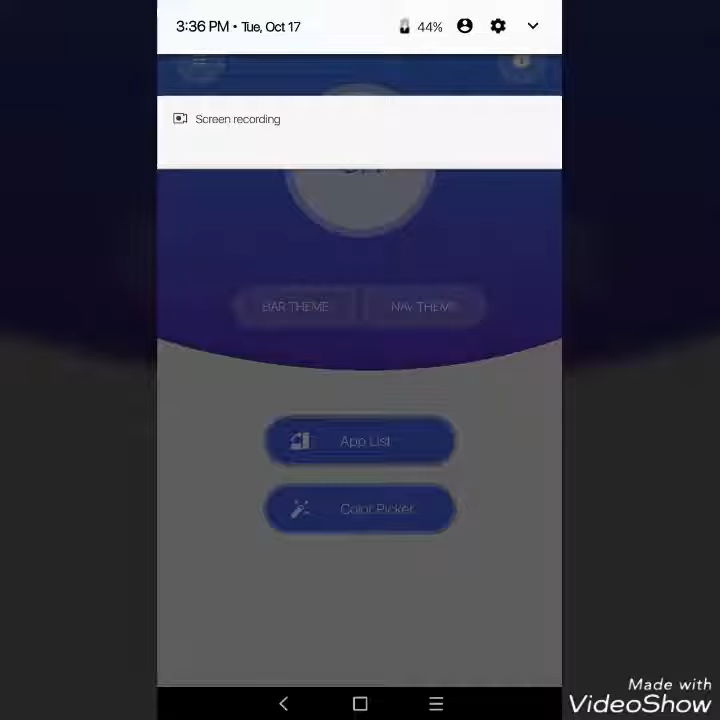 3:36 PM • Tue, Oct 17 44%
Screen recording
BAR THEME NAV THEME
App List
Color Picker
Made with
VideoShow